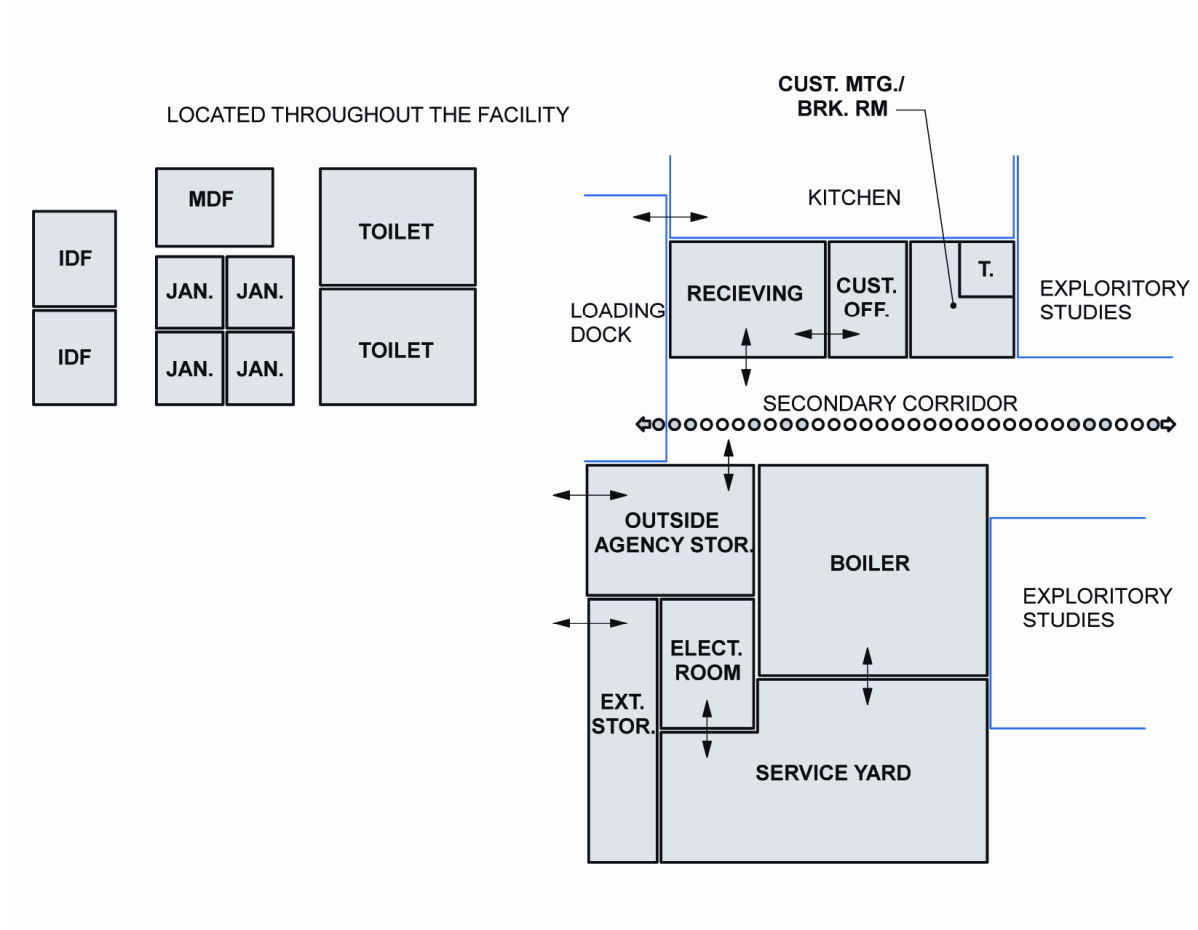 CUST. MTG./
BRK. RM
LOCATED THROUGHOUT THE FACILITY
MDF
IDF
IDF
JAN.
JAN.
JAN.
JAN.
TOILET
TOILET
KITCHEN
LOADING
DOCK
RECIEVING
CUST.
OFF.
T.
EXPLORITORY
STUDIES
SECONDARY CORRIDOR
OUTSIDE
AGENCY STOR.
BOILER
EXPLORITORY
STUDIES
ELECT.
ROOM
EXT.
STOR.
SERVICE YARD